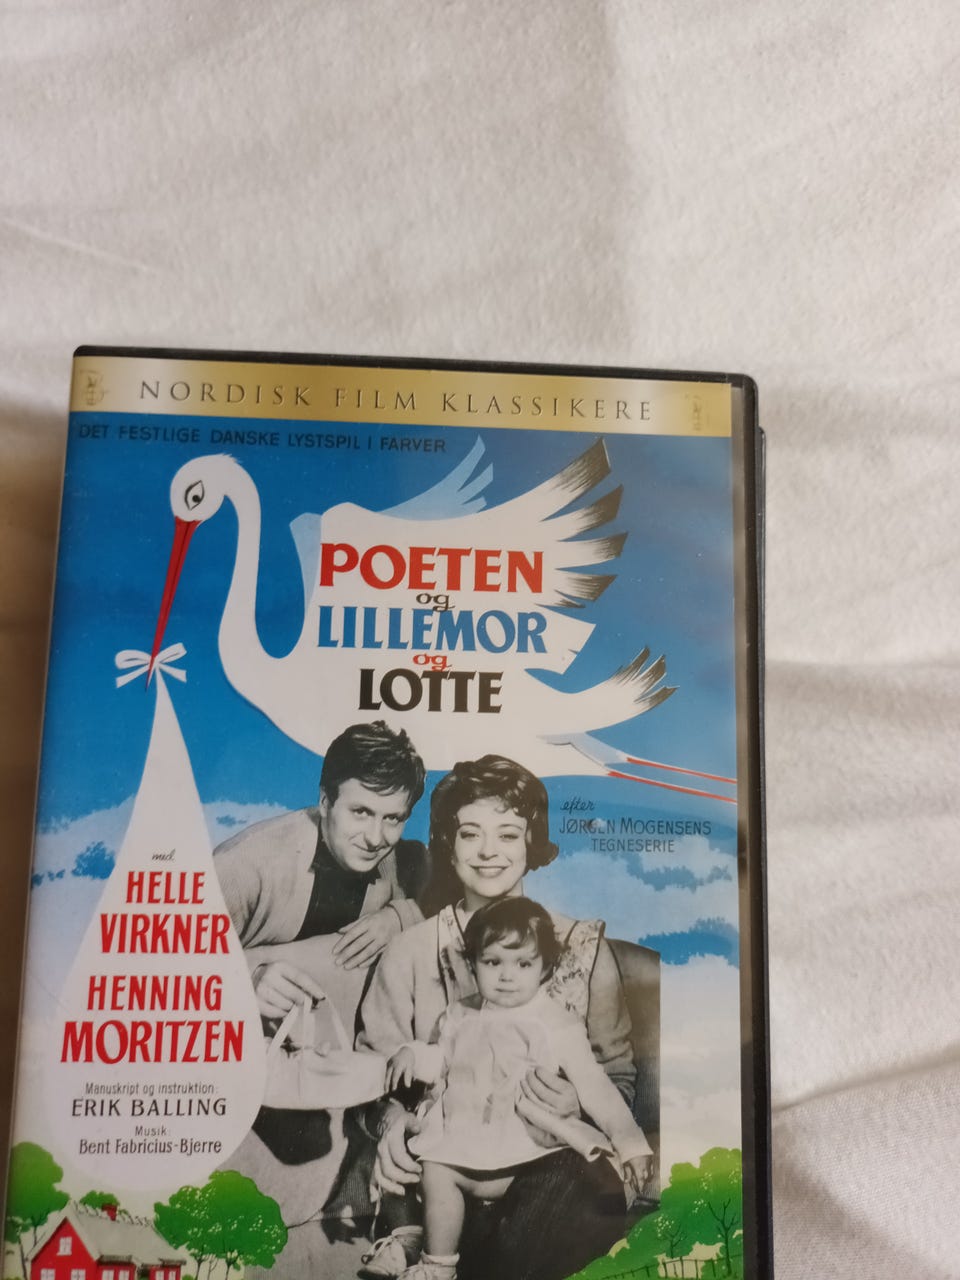 NORDISK FILM KLASSIKERE
DET FESTLIGE DANSKE LYSTSPIL I FARVER
POETEN
og
LILLEMOR
og
LOTTE
efter
JØRGEN MOGENSENS
TEGNESERIE
med
HELLE
VIRKNER
HENNING
MORITZEN
Manuskript og instruktion:
ERIK BALLING
Musik:
Bent Fabricius-Bjerre